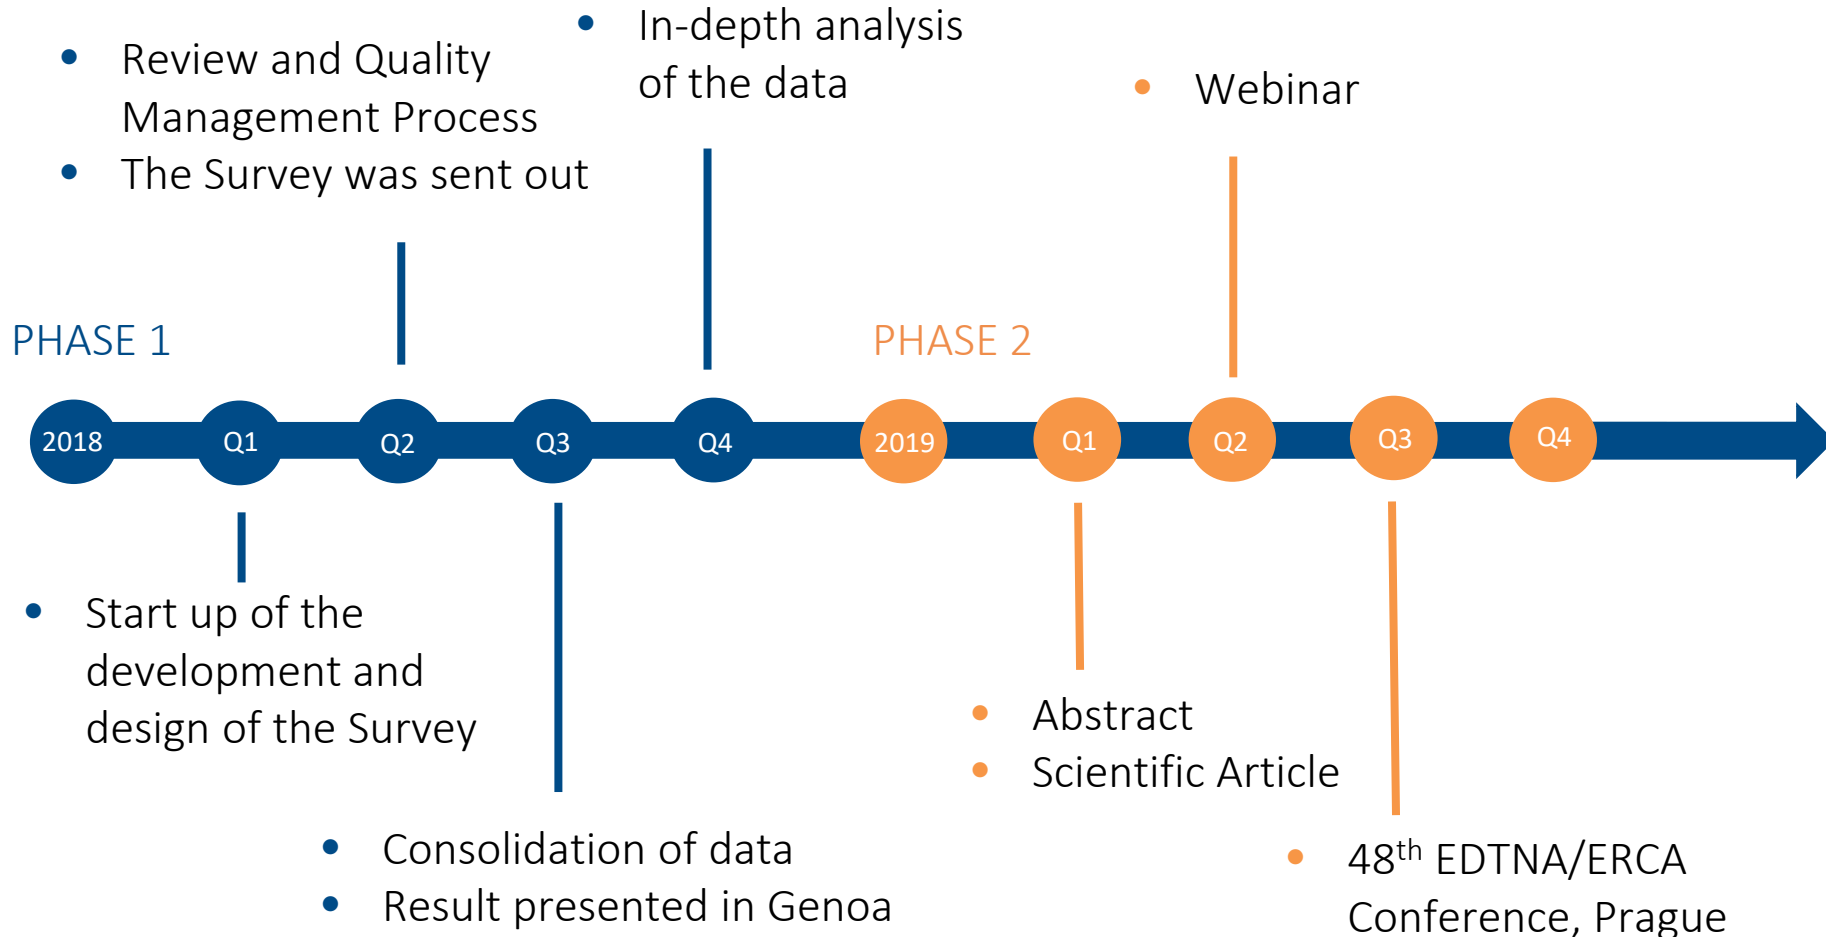 • In-depth analysis
of the data
• Review and Quality
Management Process
• The Survey was sent out
• Webinar
PHASE 1
PHASE 2
2018
Q1
Q2
Q3
Q4
2019
Q1
Q2
Q3
Q4
• Start up of the
development and
design of the Survey
• Abstract
• Scientific Article
• Consolidation of data
• Result presented in Genoa
• 48th EDTNA/ERCA
Conference, Prague